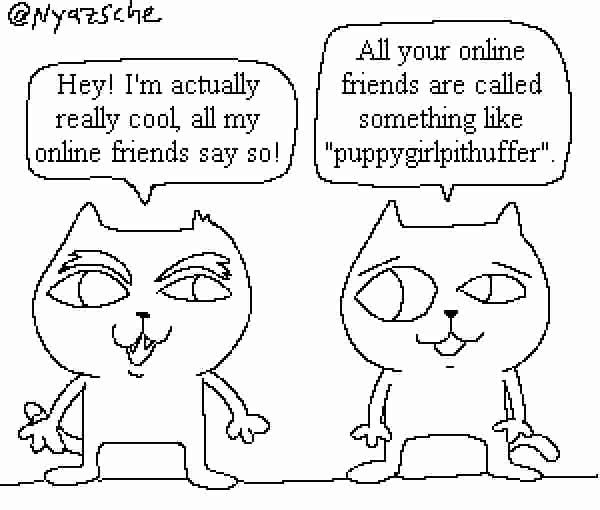 @Nyazsche
Hey! I'm actually
really cool, all my
online friends say so!
All your online
friends are called
something like
"puppygirlpithuffer".